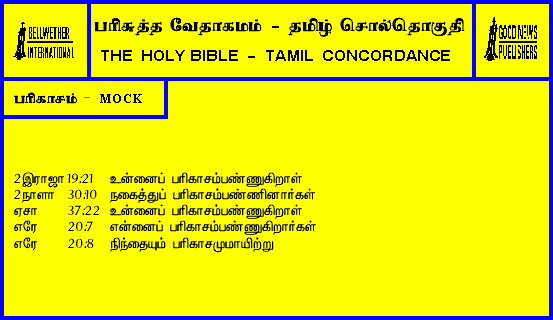 BELLWETHER
INTERNATIONAL
பரிசுத்த வேதாகமம் - தமிழ் சொல்தொகுதி
THE HOLY BIBLE - TAMIL CONCORDANCE
GOOD NEWS
PUBLISHERS
பரிகாசம் - MOCK
2இராஜா 19:21 உன்னைப் பரிகாசம்பண்ணுகிறாள்
2நாளா 30:10 நகைத்துப் பரிகாசம்பண்ணினார்கள்
ஏசா 37:22 உன்னைப் பரிகாசம்பண்ணுகிறாள்
எரே 20:7 என்னைப் பரிகாசம்பண்ணுகிறார்கள்
எரே 20:8 நிந்தையும் பரிகாசமுமாயிற்று